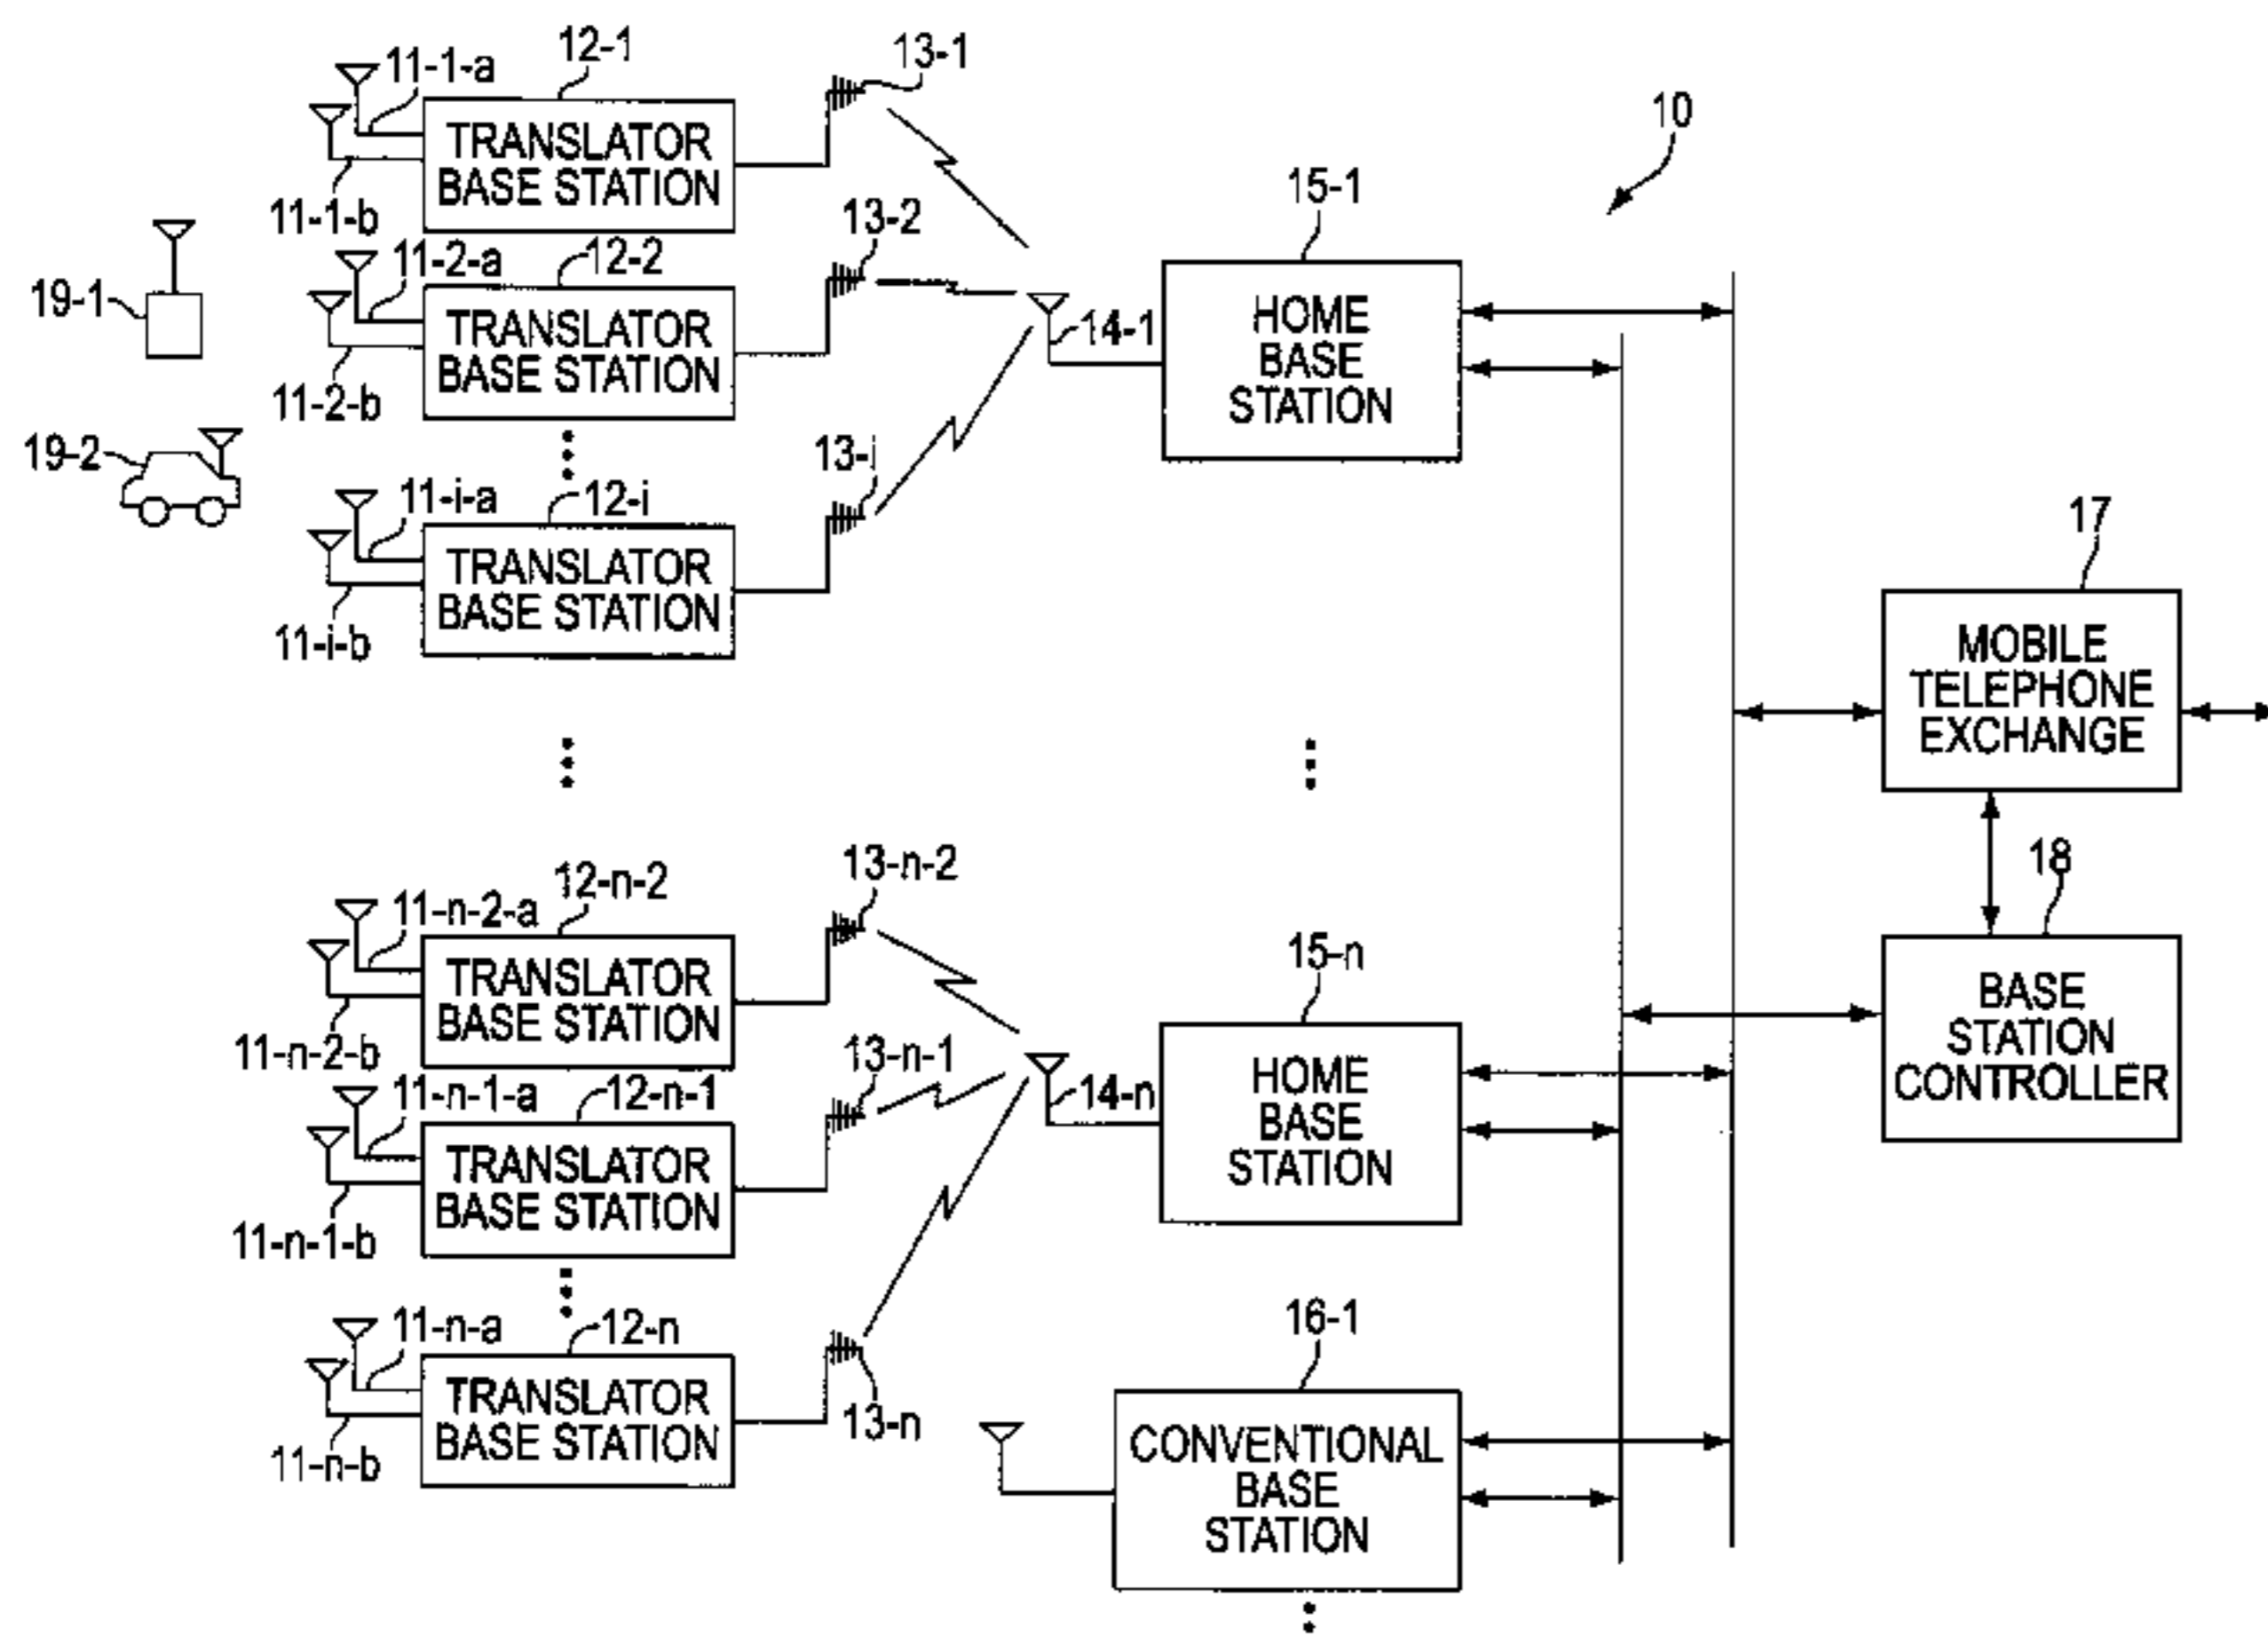 12-1
13-1
11-1-a
10
TRANSLATOR
BASE STATION
15-1
11-1-b
13-2
11-2-a
12-2
19-1
TRANSLATOR
BASE STATION
14-1
HOME
BASE
STATION
11-2-b
19-2
13-i
11-i-a
12-i
17
TRANSLATOR
BASE STATION
11-i-b
MOBILE
TELEPHONE
EXCHANGE
12-n-2
13-n-2
18
11-n-2-a
TRANSLATOR
BASE STATION
15-n
11-n-2-b
13-n-1
BASE
STATION
CONTROLLER
11-n-1-a
12-n-1
14-n
HOME
BASE
STATION
TRANSLATOR
BASE STATION
11-n-1-b
11-n-a
12-n
16-1
TRANSLATOR
BASE STATION
13-n
11-n-b
CONVENTIONAL
BASE
STATION